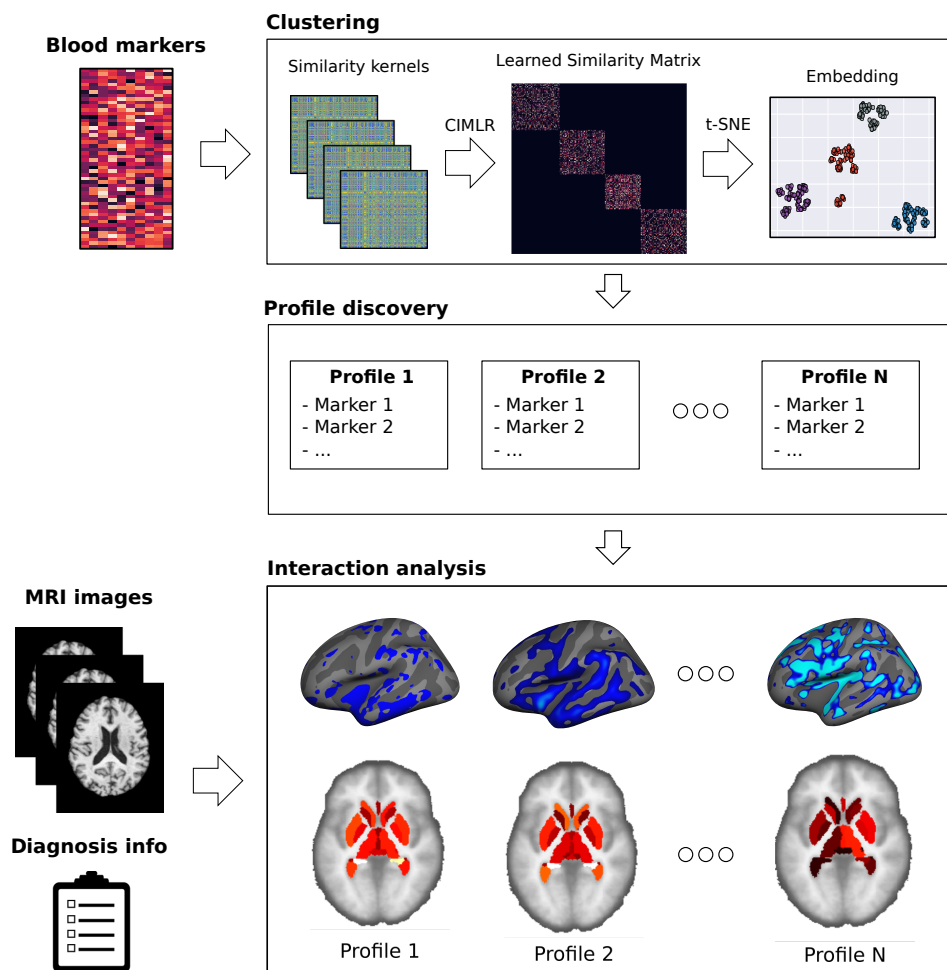 Clustering
Blood markers
Similarity kernels
Learned Similarity Matrix
Embedding
CIMLR
t-SNE
Profile discovery
Profile 1
- Marker 1
- Marker 2
- ...
Profile 2
- Marker 1
- Marker 2
- ...
Profile N
- Marker 1
- Marker 2
- ...
Interaction analysis
MRI images
Diagnosis info
Profile 1
Profile 2
Profile N